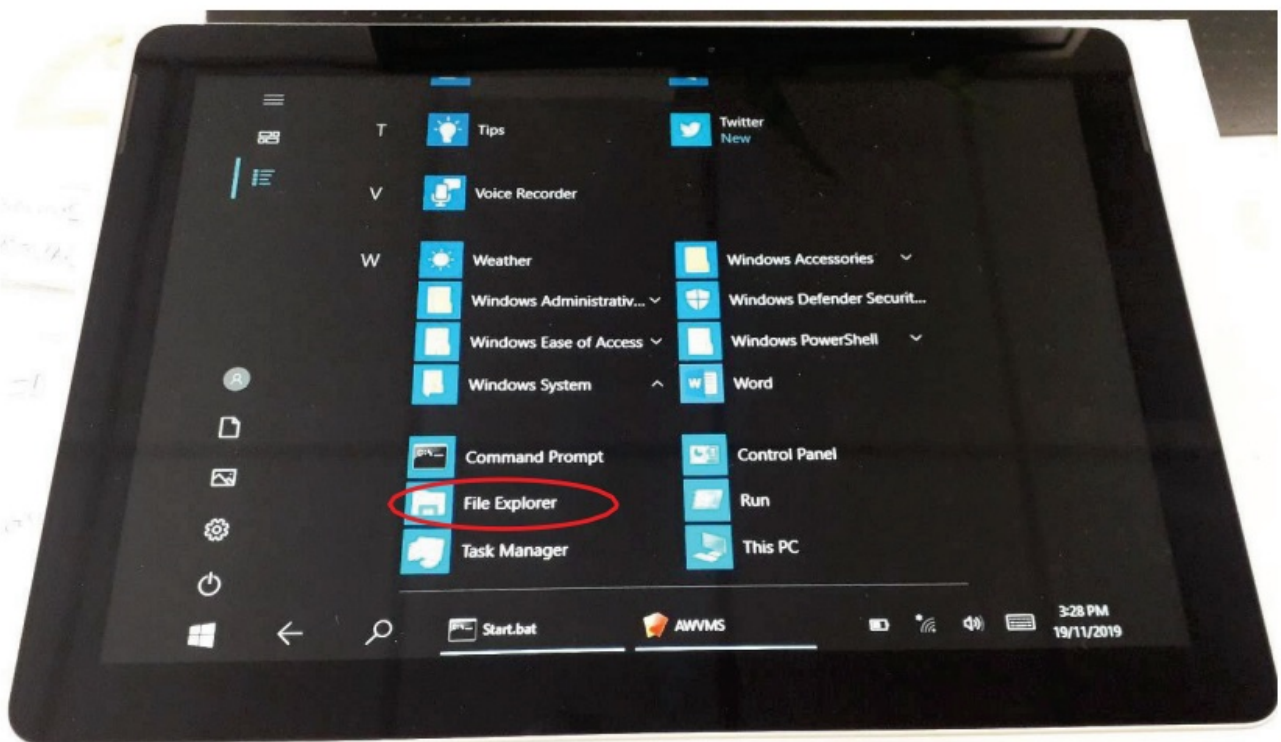 T
Tips
Twitter
New
V
Voice Recorder
W
Weather
Windows Accessories
Windows Administrativ...
Windows Defender Securit...
Windows Ease of Access
Windows PowerShell
Windows System
Word
Command Prompt
Control Panel
File Explorer
Run
Task Manager
This PC
Start.bat
AWVMS
3:28 PM
19/11/2019